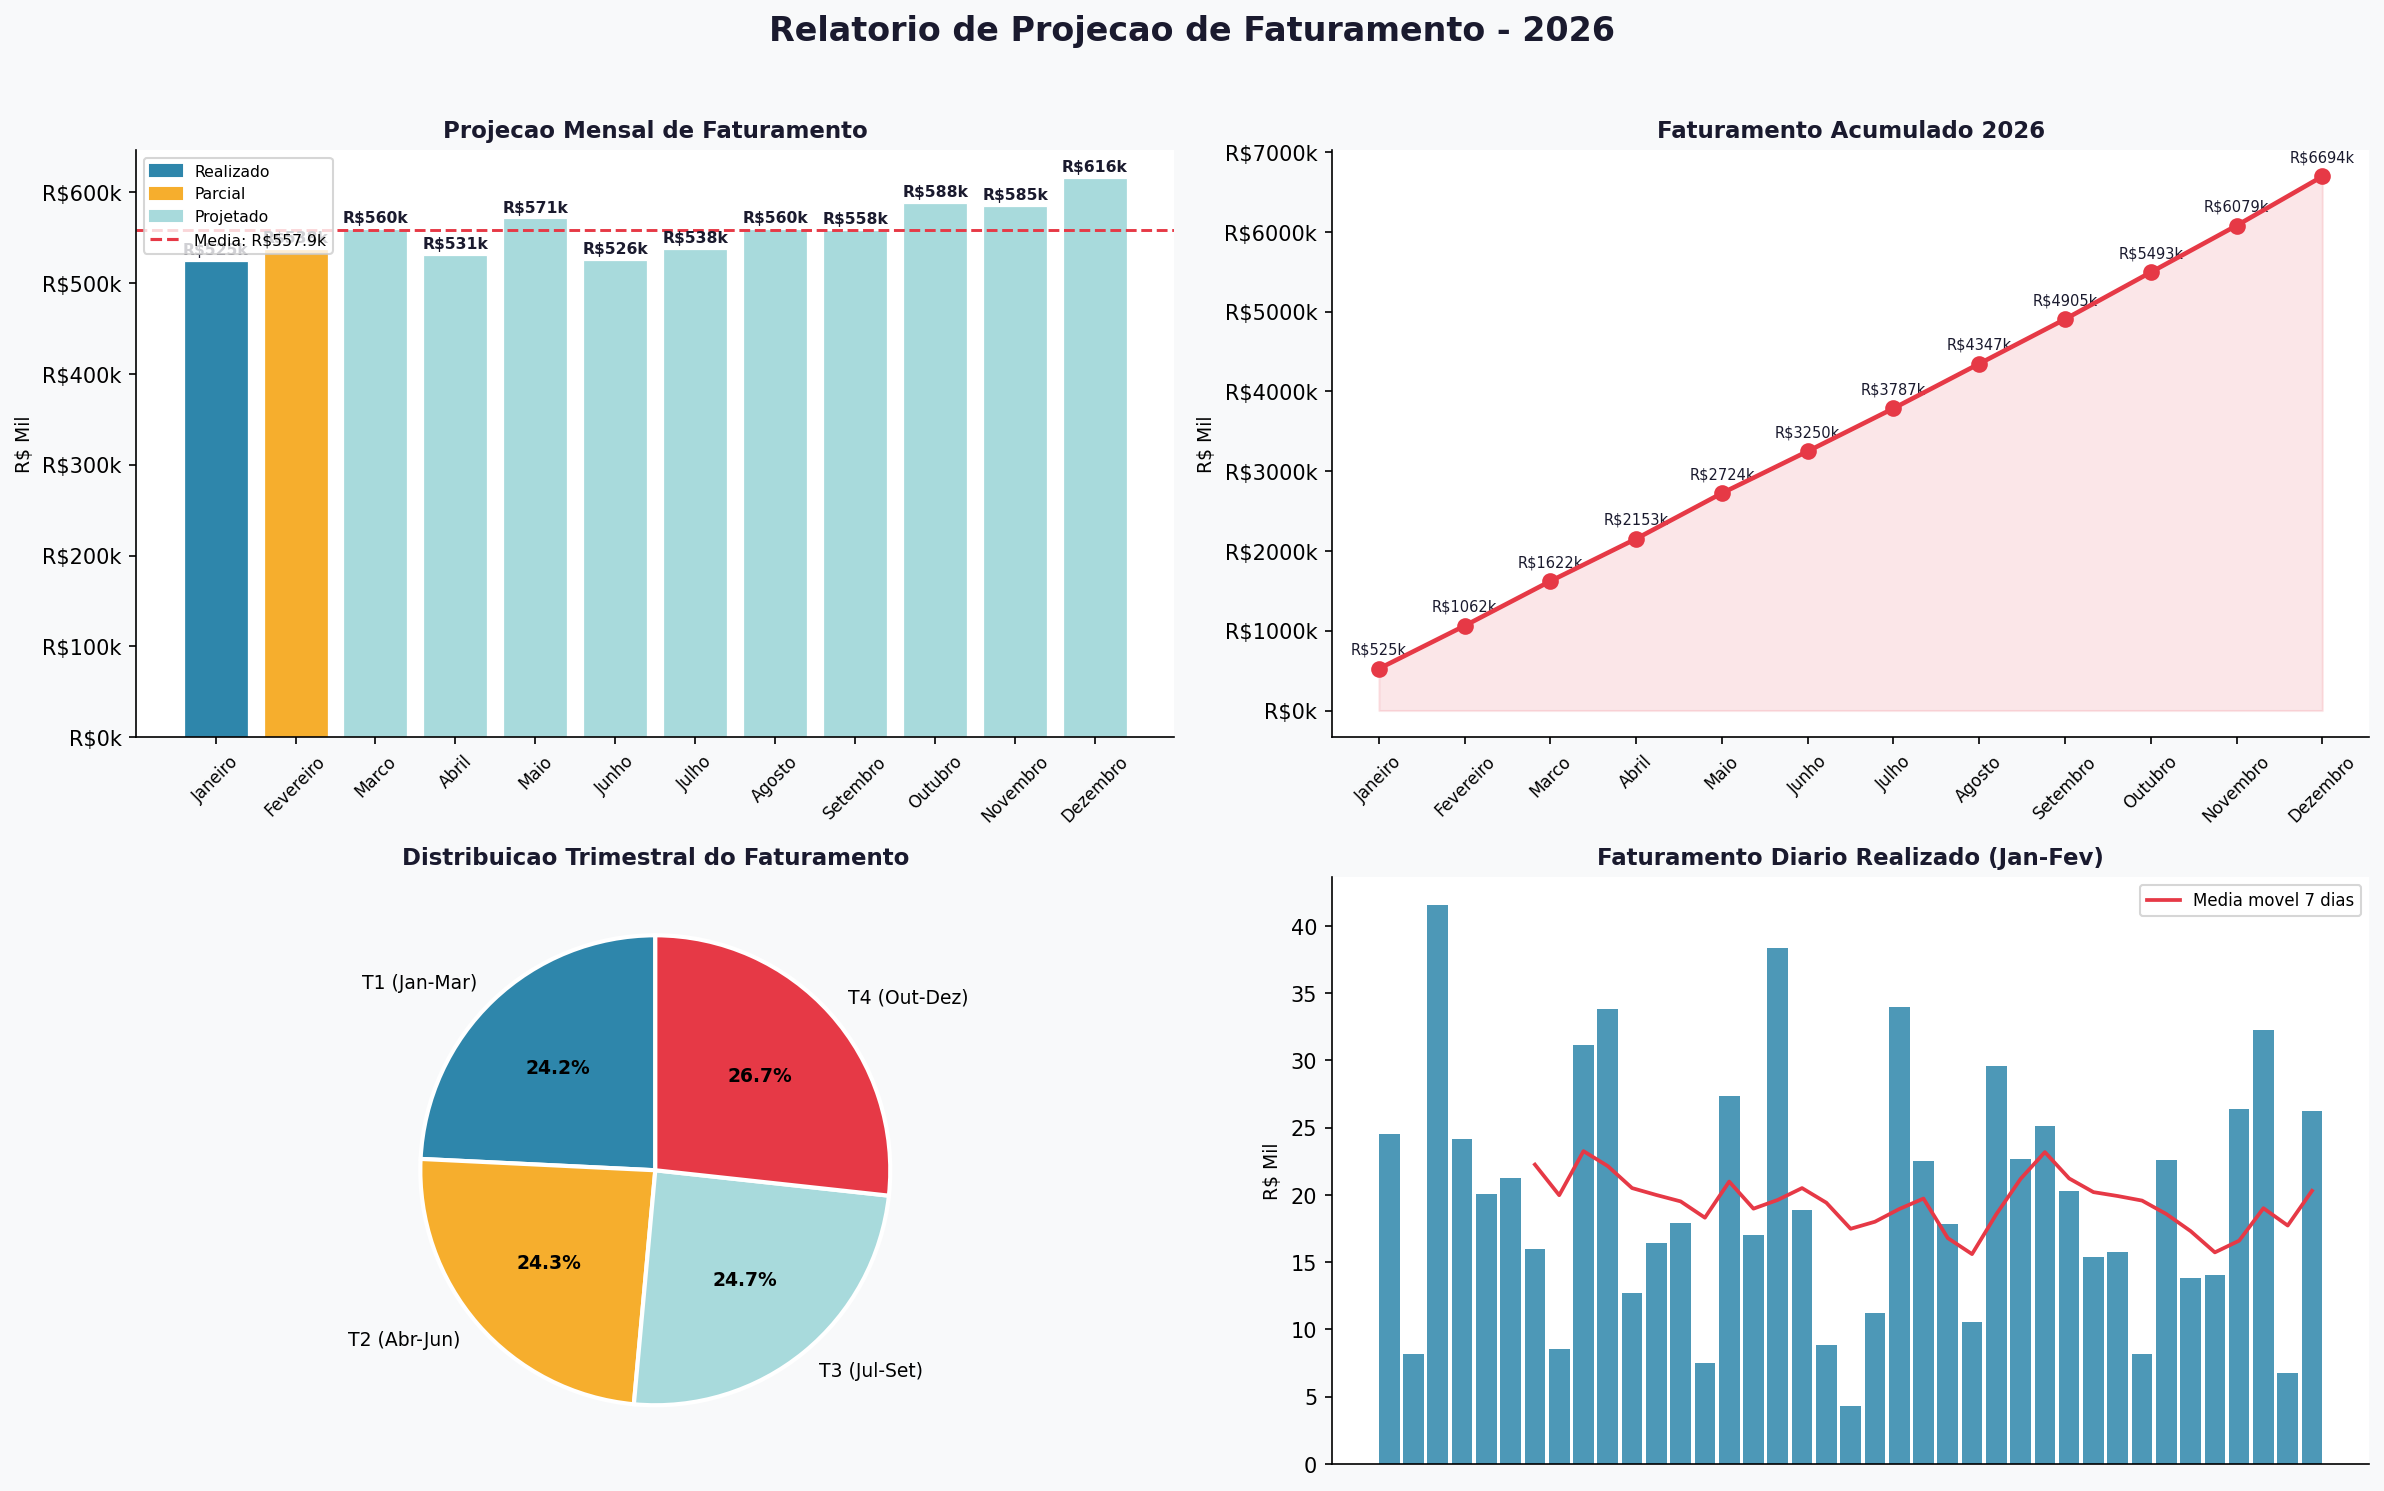 Relatorio de Projecao de Faturamento - 2026
Projecao Mensal de Faturamento
R$ Mil
R$600k
R$500k
R$400k
R$300k
R$200k
R$100k
R$0k
Realizado
Parcial
Projetado
Media: R$557.9k
R$525k
R$560k
R$531k
R$571k
R$526k
R$538k
R$560k
R$558k
R$588k
R$585k
R$616k
Janeiro
Fevereiro
Marco
Abril
Maio
Junho
Julho
Agosto
Setembro
Outubro
Novembro
Dezembro
Faturamento Acumulado 2026
R$ Mil
R$7000k
R$6000k
R$5000k
R$4000k
R$3000k
R$2000k
R$1000k
R$0k
R$525k
R$1062k
R$1622k
R$2153k
R$2724k
R$3250k
R$3787k
R$4347k
R$4905k
R$5493k
R$6079k
R$6694k
Janeiro
Fevereiro
Marco
Abril
Maio
Junho
Julho
Agosto
Setembro
Outubro
Novembro
Dezembro
Distribuicao Trimestral do Faturamento
T1 (Jan-Mar)
24.2%
T4 (Out-Dez)
26.7%
T2 (Abr-Jun)
24.3%
T3 (Jul-Set)
24.7%
Faturamento Diario Realizado (Jan-Fev)
Media movel 7 dias
R$ Mil
40
35
30
25
20
15
10
5
0